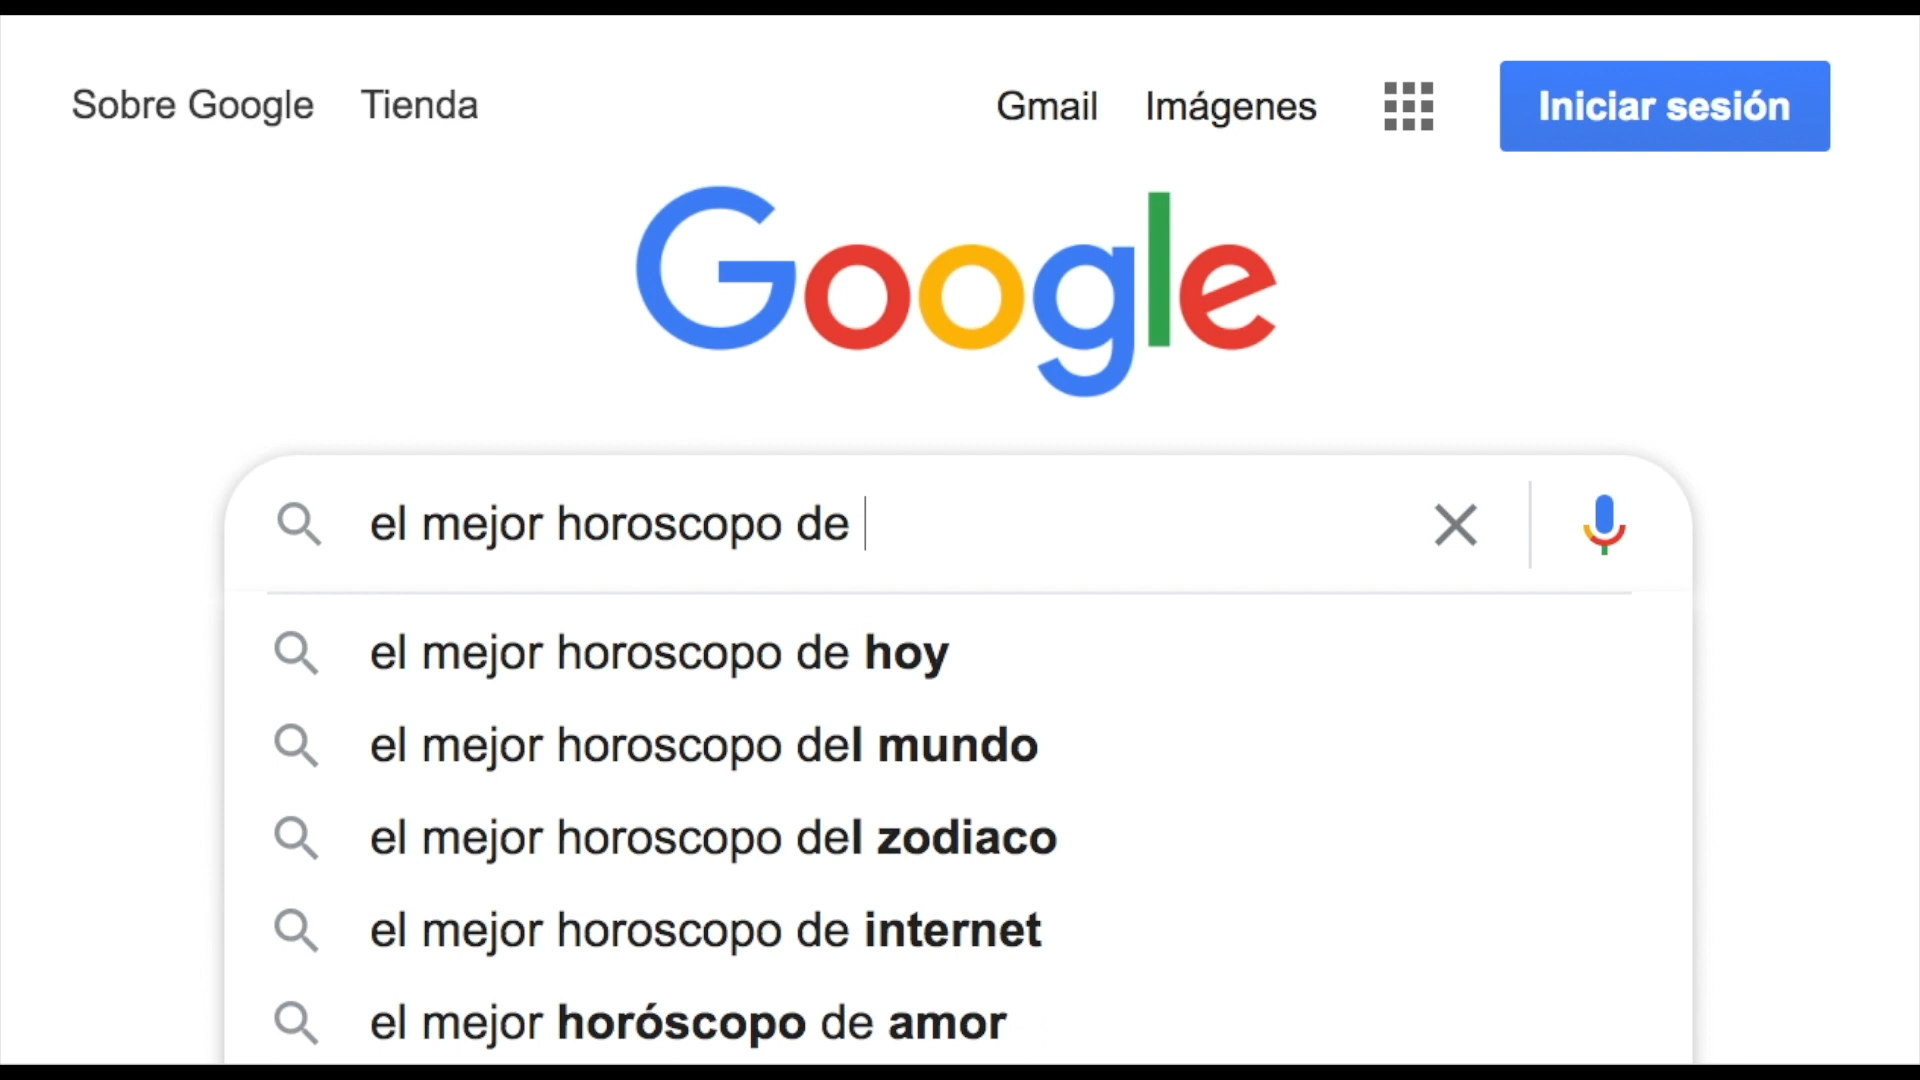 Sobre Google Tienda Gmail Imágenes Iniciar sesión
Google
el mejor horoscopo de
el mejor horoscopo de hoy
el mejor horoscopo del mundo
el mejor horoscopo del zodiaco
el mejor horoscopo de internet
el mejor horóscopo de amor